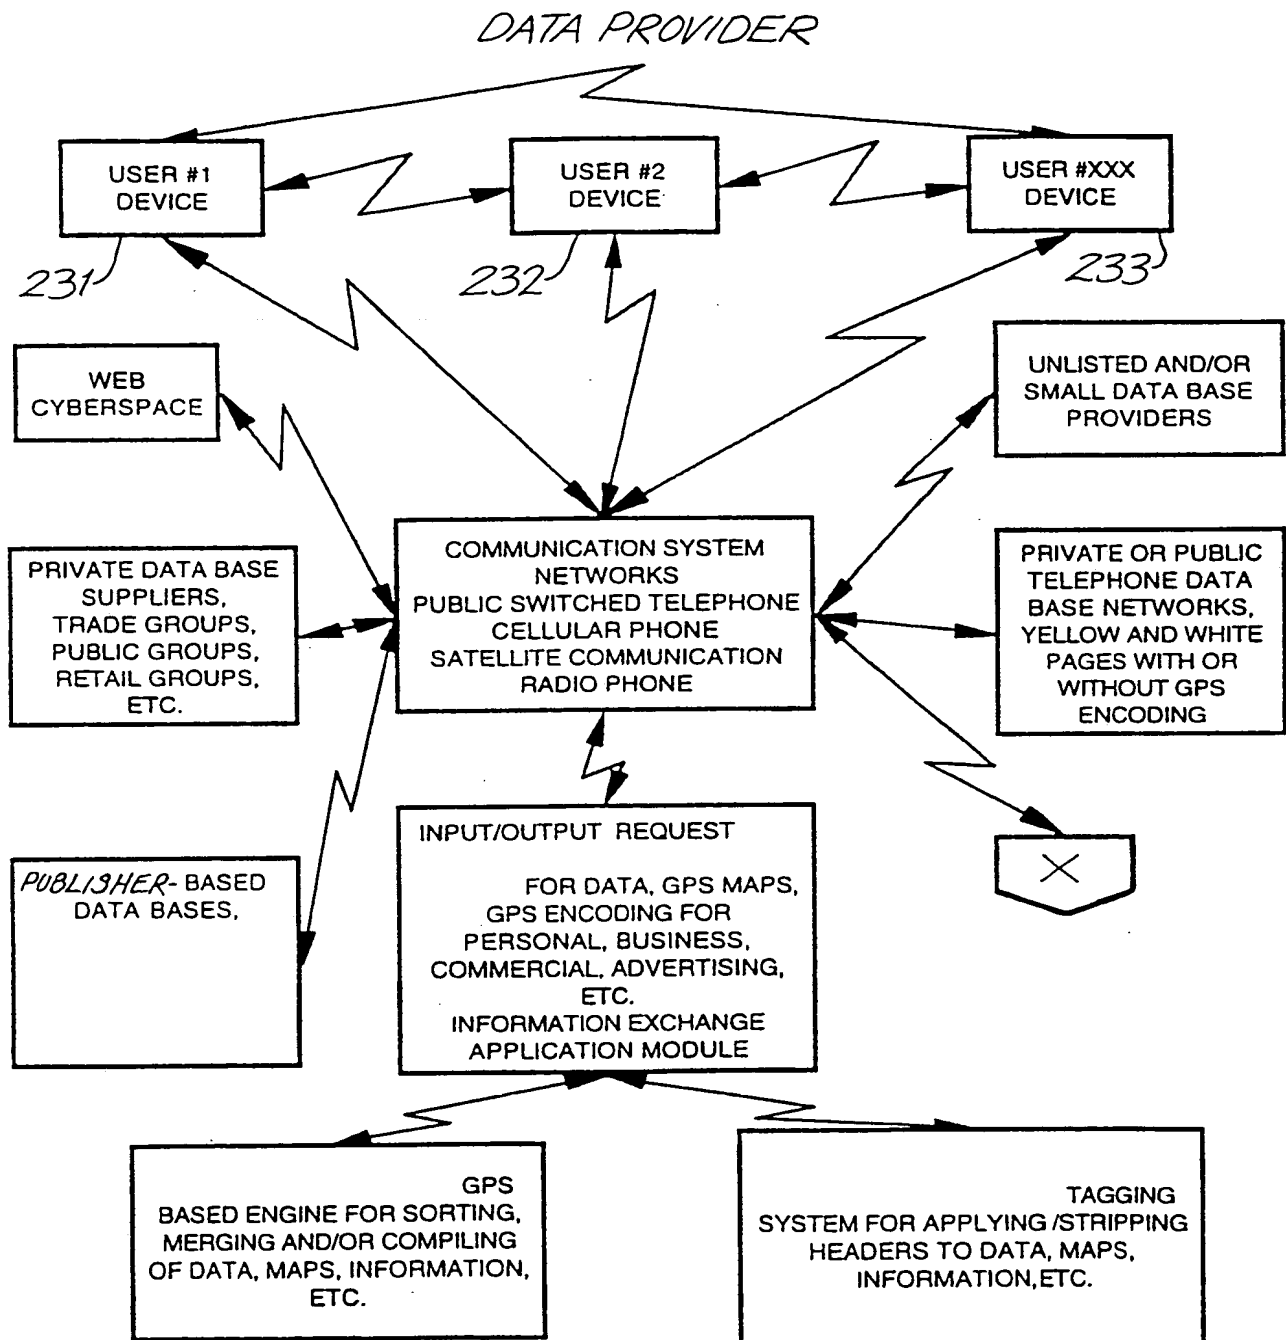 DATA PROVIDER
USER #1
DEVICE
USER #2
DEVICE
USER #XXX
DEVICE
231
232
233
WEB
CYBERSPACE
UNLISTED AND/OR
SMALL DATA BASE
PROVIDERS
PRIVATE DATA BASE
SUPPLIERS,
TRADE GROUPS,
PUBLIC GROUPS,
RETAIL GROUPS,
ETC.
COMMUNICATION SYSTEM
NETWORKS
PUBLIC SWITCHED TELEPHONE
CELLULAR PHONE
SATELLITE COMMUNICATION
RADIO PHONE
PRIVATE OR PUBLIC
TELEPHONE DATA
BASE NETWORKS,
YELLOW AND WHITE
PAGES WITH OR
WITHOUT GPS
ENCODING
PUBLISHER-BASED
DATA BASES,
INPUT/OUTPUT REQUEST
FOR DATA, GPS MAPS,
GPS ENCODING FOR
PERSONAL, BUSINESS,
COMMERCIAL, ADVERTISING,
ETC.
INFORMATION EXCHANGE
APPLICATION MODULE
X
GPS
BASED ENGINE FOR SORTING,
MERGING AND/OR COMPILING
OF DATA, MAPS, INFORMATION,
ETC.
TAGGING
SYSTEM FOR APPLYING /STRIPPING
HEADERS TO DATA, MAPS,
INFORMATION,ETC.